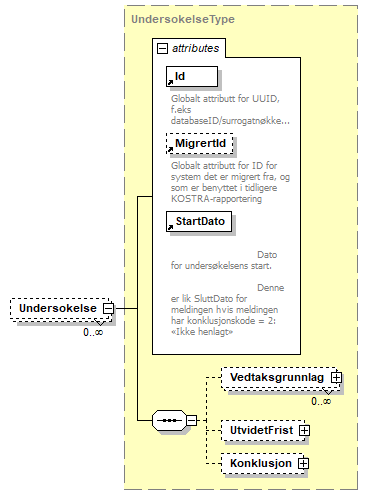 UndersokelseType
attributes
Id
Globalt attributt for UUID,
f.eks
databaseID/surrogatnøkke...
MigrertId
Globalt attributt for ID for
system det er migrert fra, og
som er benyttet i tidligere
KOSTRA-rapportering
StartDato
Dato
for undersøkelsens start.
Denne
er lik SluttDato for
meldingen hvis meldingen
har konklusjonskode = 2:
«Ikke henlagt»
Undersokelse
0..∞
Vedtaksgrunnlag
0..∞
UtvidetFrist
Konklusjon